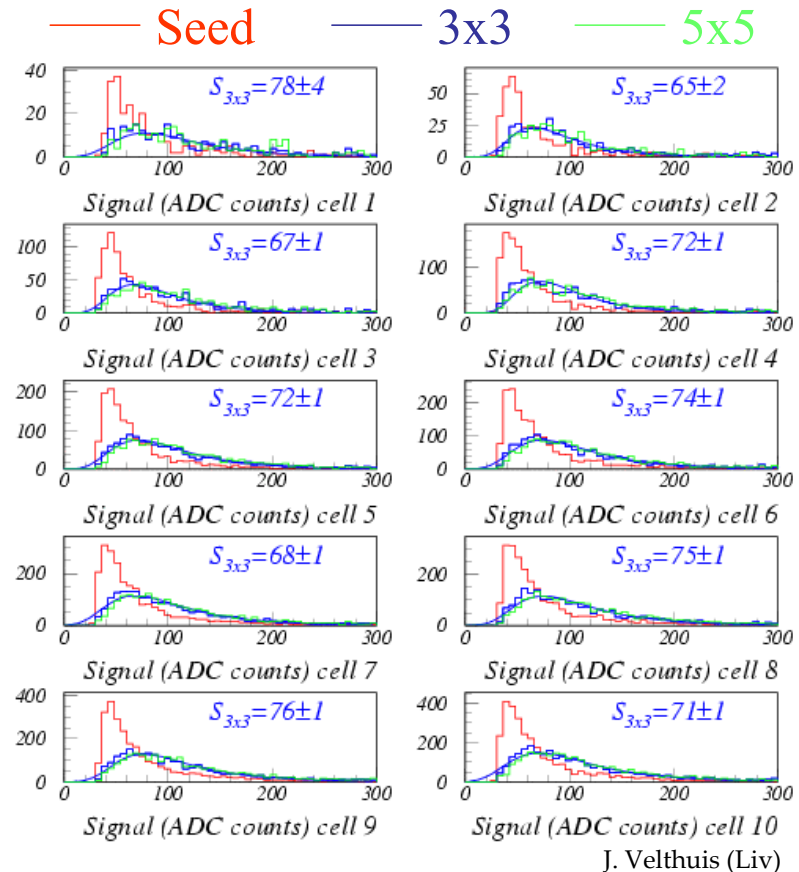 Seed 3x3 5x5
S3x3=78±4 S3x3=65±2
40
20
0
0 100 200 300
50
25
0
0 100 200 300
Signal (ADC counts) cell 1 Signal (ADC counts) cell 2
S3x3=67±1 S3x3=72±1
100
50
0
0 100 200 300
100
0
0 100 200 300
Signal (ADC counts) cell 3 Signal (ADC counts) cell 4
S3x3=72±1 S3x3=74±1
200
100
0
0 100 200 300
200
100
0
0 100 200 300
Signal (ADC counts) cell 5 Signal (ADC counts) cell 6
S3x3=68±1 S3x3=75±1
200
0
0 100 200 300
200
0
0 100 200 300
Signal (ADC counts) cell 7 Signal (ADC counts) cell 8
S3x3=76±1 S3x3=71±1
400
200
0
0 100 200 300
400
200
0
0 100 200 300
Signal (ADC counts) cell 9 Signal (ADC counts) cell 10
J. Velthuis (Liv)